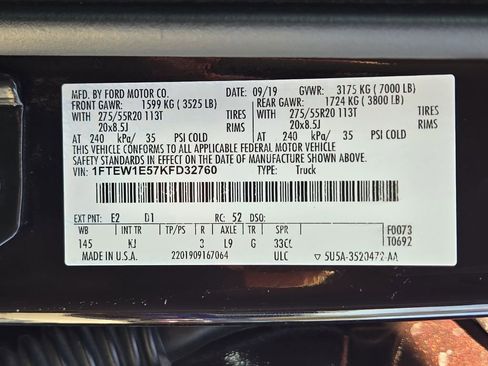 MFD. BY FORD MOTOR CO. DATE: 09/19 GVWR: 3175 KG ( 7000 LB)
FRONT GAWR: 1599 KG ( 3525 LB) REAR GAWR: 1724 KG ( 3800 LB)
WITH 275/55R20 113T TIRES WITH 275/55R20 113T TIRES
20x8.5J RIMS 20x8.5J RIMS
AT 240 kPa/ 35 PSI COLD AT 240 kPa/ 35 PSI COLD
THIS VEHICLE CONFORMS TO ALL APPLICABLE FEDERAL MOTOR VEHICLE
SAFETY AND THEFT PREVENTION STANDARDS IN EFFECT ON THE DATE OF
MANUFACTURE SHOWN ABOVE.
VIN: 1FTEW1E57KFD32760 TYPE: Truck
EXT PNT: E2 D1 RC: 52 DSO:
WB INT TR TP/PS R AXLE TR SPR F0073
145 KJ 3 L9 G T0692
MADE IN U.S.A. 2201909167064 ULC ▽ 5U5A-3520472-AA